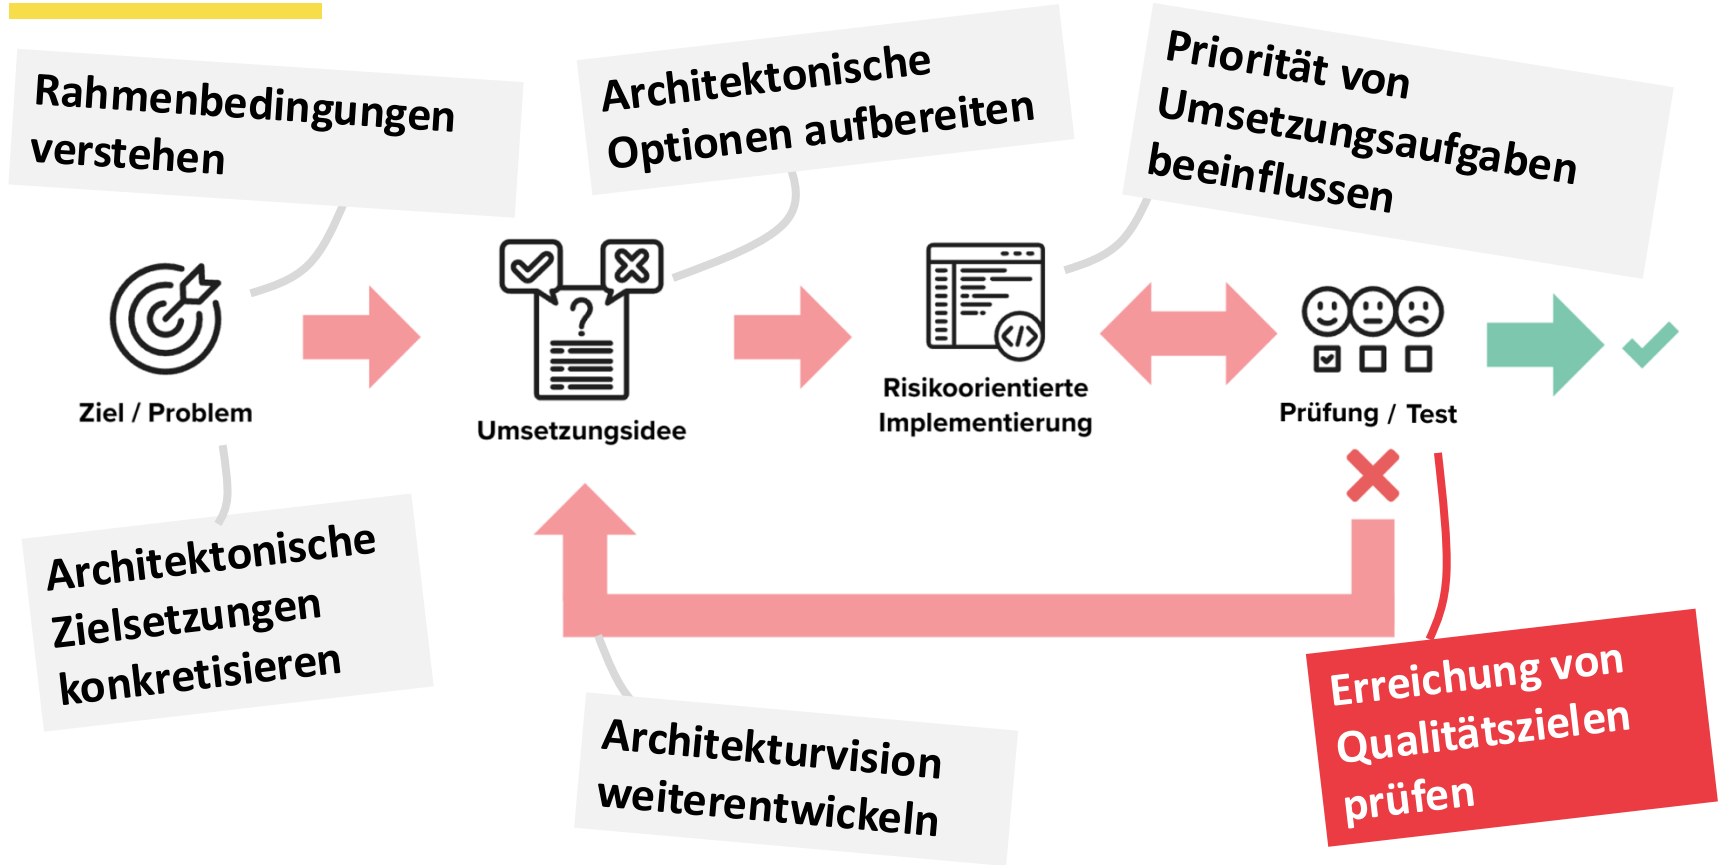 Rahmenbedingungen
verstehen
Architektonische
Optionen aufbereiten
Priorität von
Umsetzungsaufgaben
beeinflussen
?
</>
Ziel / Problem
Umsetzungsidee
Risikoorientierte
Implementierung
Prüfung / Test
Architektonische
Zielsetzungen
konkretisieren
Architekturvision
weiterentwickeln
Erreichung von
Qualitätszielen
prüfen